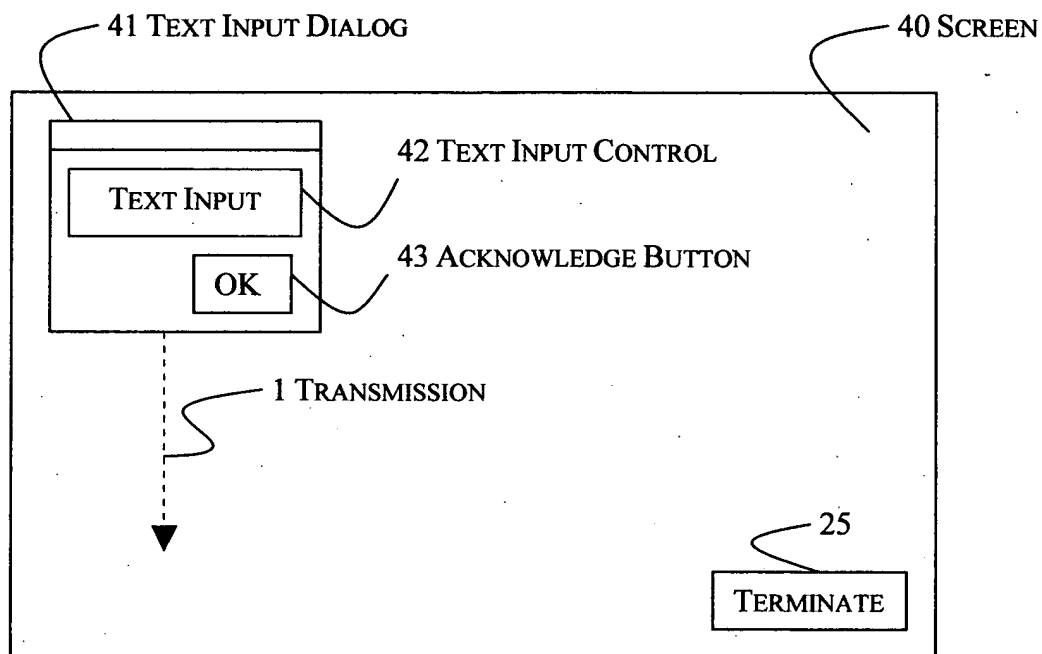 41 TEXT INPUT DIALOG
40 SCREEN
42 TEXT INPUT CONTROL
TEXT INPUT
43 ACKNOWLEDGE BUTTON
OK
1 TRANSMISSION
25
TERMINATE